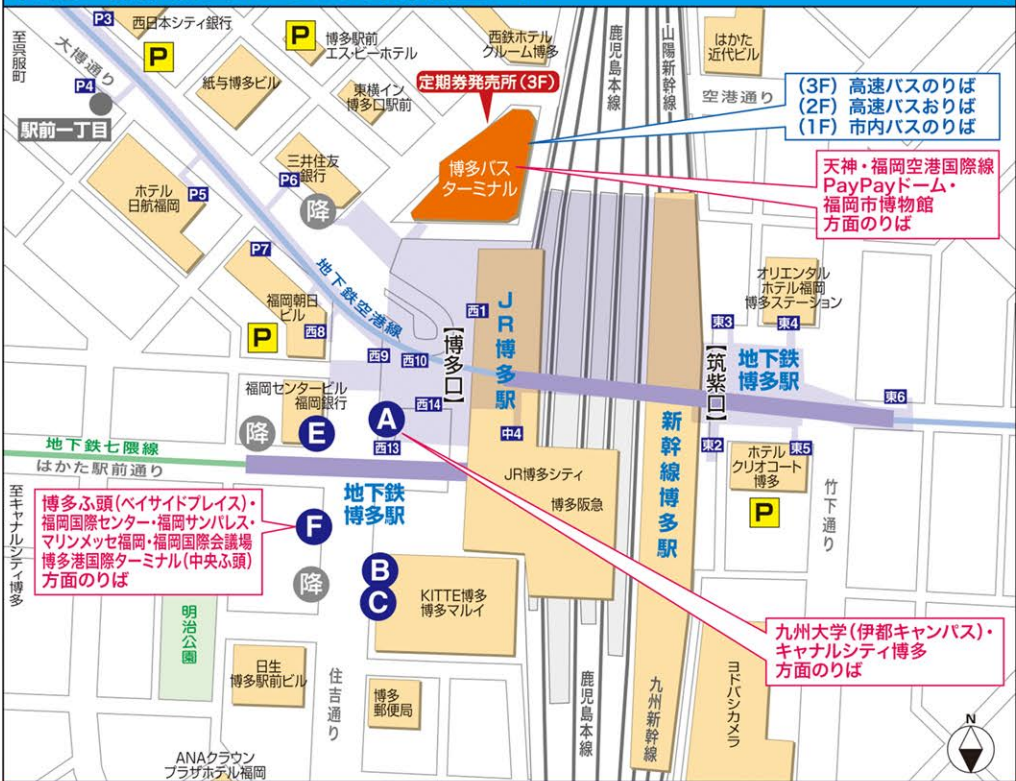 P3
西日本シティ銀行
P
P
博多駅前
エス・ピーホテル
西鉄ホテル
クルーム博多
鹿児島本線
山陽新幹線
はかた
近代ビル
至呉服町
大博通り
P4
紙与博多ビル
東横イン
博多口駅前
定期券発売所(3F)
空港通り
(3F) 高速バスのりば
(2F) 高速バスおりば
(1F) 市内バスのりば
駅前一丁目
三井住友
銀行
P6
博多バス
ターミナル
天神・福岡空港国際線
PayPayドーム・
福岡市博物館
方面のりば
ホテル
日航福岡
P5
降
P7
地下鉄空港線
福岡朝日
ビル
西8
P
西9
西10
西1
【博多口】
JR博多駅
オリエンタル
ホテル福岡
博多ステーション
東3
東4
【筑紫口】
地下鉄
博多駅
東6
福岡センタービル
福岡銀行
西14
A
降
E
西13
中4
新幹線博多駅
東2
ホテル
クリオコート
博多
東5
P
竹下通り
地下鉄七隈線
はかた駅前通り
地下鉄
博多駅
JR博多シティ
博多阪急
至キャナルシティ博多
博多ふ頭(ベイサイドプレイス)・
福岡国際センター・福岡サンパレス・
マリンメッセ福岡・福岡国際会議場
博多港国際ターミナル(中央ふ頭)
方面のりば
F
降
B
C
KITTE博多
博多マルイ
明治公園
九州大学(伊都キャンパス)・
キャナルシティ博多
方面のりば
日生
博多駅前ビル
住吉通り
博多
郵便局
鹿児島本線
九州新幹線
ヨドバシカメラ
ANAクラウン
プラザホテル福岡
N